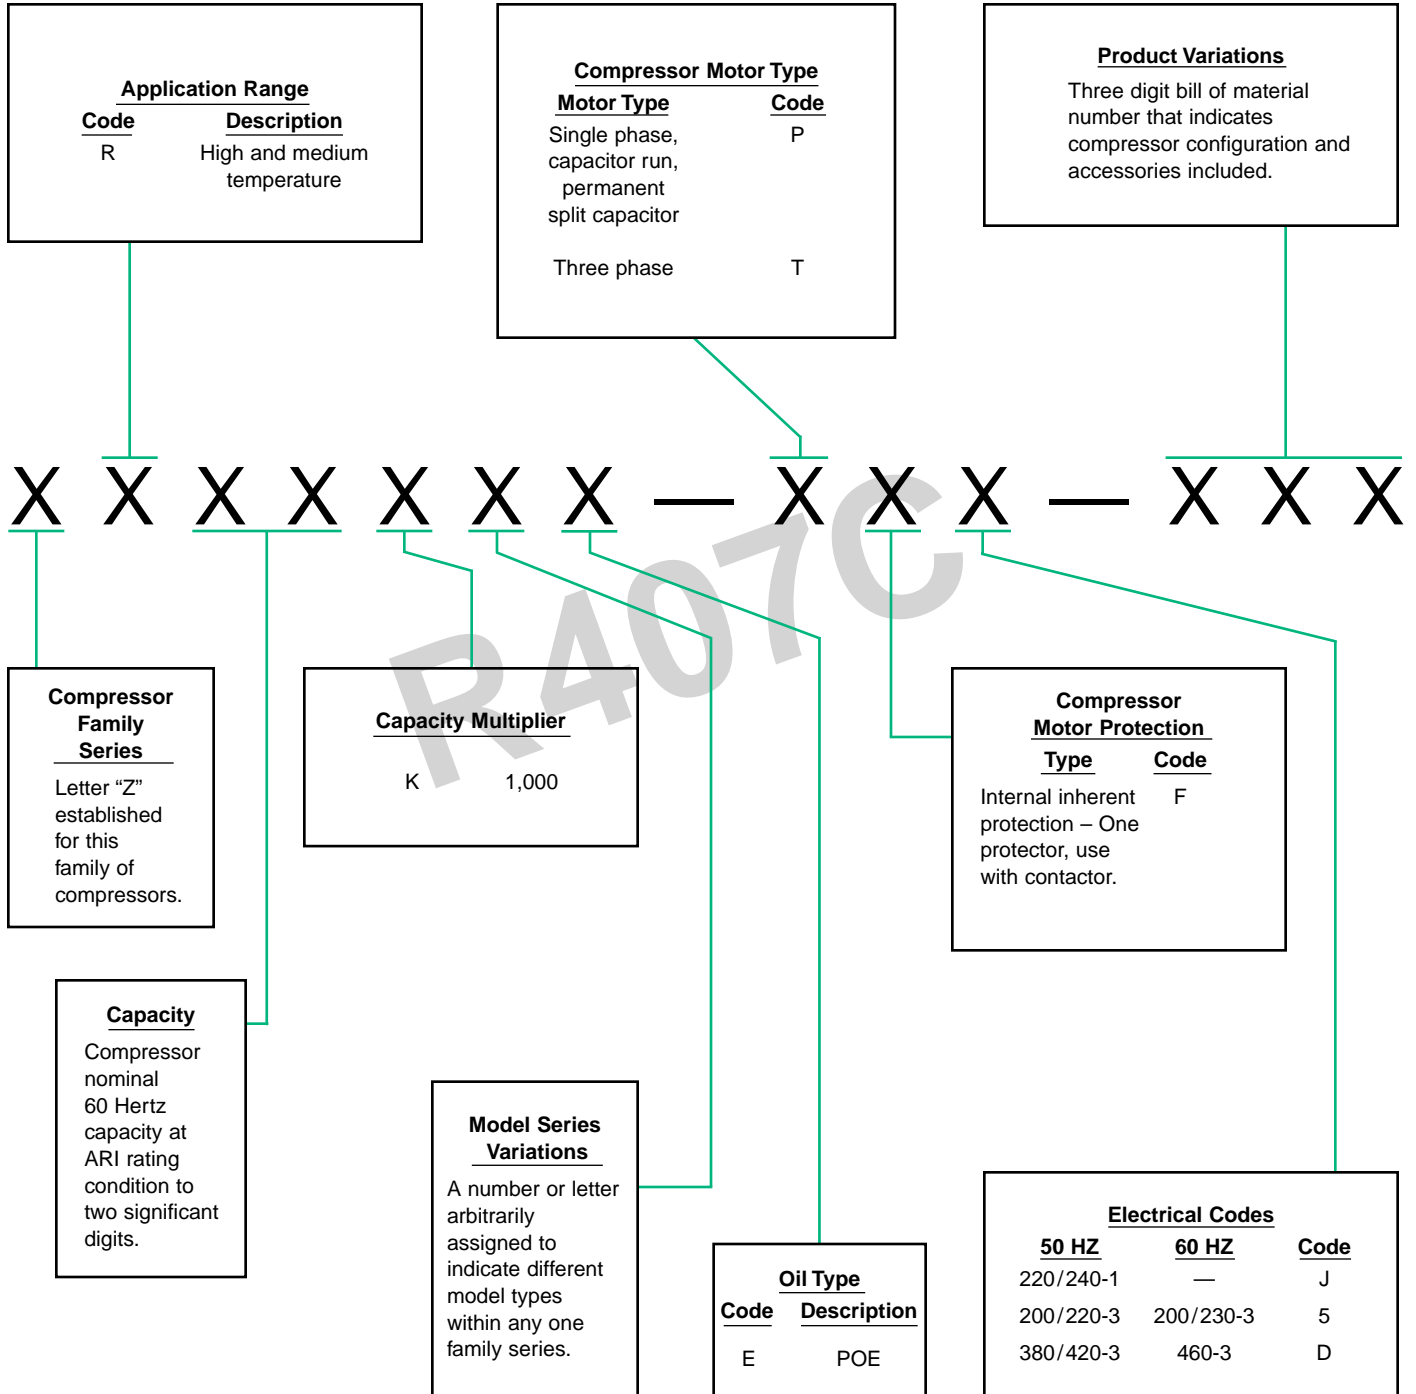 Application Range
Code Description
R High and medium
temperature
Compressor Motor Type
Motor Type Code
Single phase, P
capacitor run,
permanent
split capacitor
Three phase T
Product Variations
Three digit bill of material
number that indicates
compressor configuration and
accessories included.
X X X X X X X — X X X — X X X
R407C
Compressor
Family
Series
Letter “Z”
established
for this
family of
compressors.
Capacity Multiplier
K 1,000
Compressor
Motor Protection
Type Code
Internal inherent F
protection – One
protector, use
with contactor.
Capacity
Compressor
nominal
60 Hertz
capacity at
ARI rating
condition to
two significant
digits.
Model Series
Variations
A number or letter
arbitrarily
assigned to
indicate different
model types
within any one
family series.
Oil Type
Code Description
E POE
Electrical Codes
50 HZ 60 HZ Code
220/240-1 — J
200/220-3 200/230-3 5
380/420-3 460-3 D